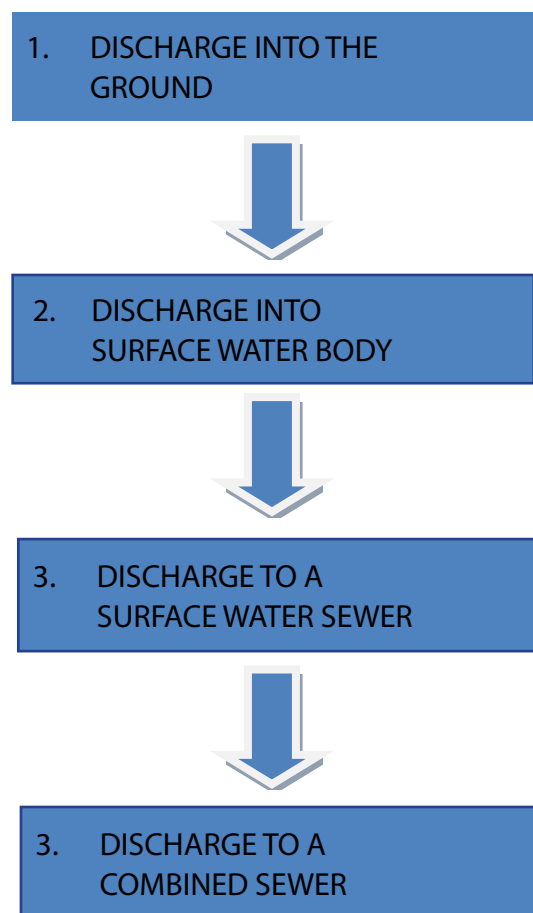 1. DISCHARGE INTO THE
GROUND
2. DISCHARGE INTO
SURFACE WATER BODY
3. DISCHARGE TO A
SURFACE WATER SEWER
3. DISCHARGE TO A
COMBINED SEWER